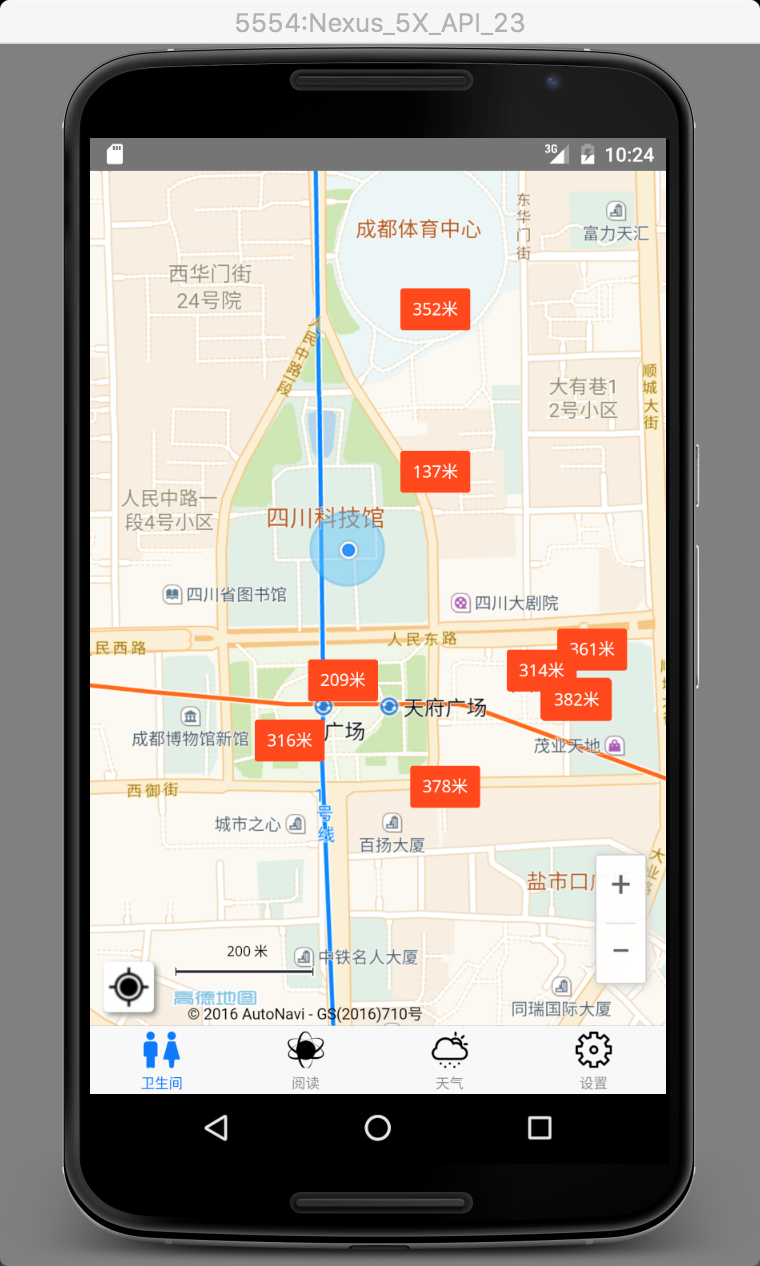 5554:Nexus_5X_API_23
3G
10:24
成都体育中心
东华门街
富力天汇
西华门街
24号院
352米
人民中路一段
顺城大街
大有巷1
2号小区
137米
人民中路一
段4号小区
四川科技馆
四川省图书馆
四川大剧院
民西路
人民东路
361米
314米
209米
382米
天府广场
广场
316米
成都博物馆新馆
茂业天地
378米
西御街
1号线
城市之心
百扬大厦
大业路
盐市口
+
−
200 米
中铁名人大厦
高德地图
© 2016 AutoNavi - GS(2016)710号
同瑞国际大厦
卫生间
阅读
天气
设置